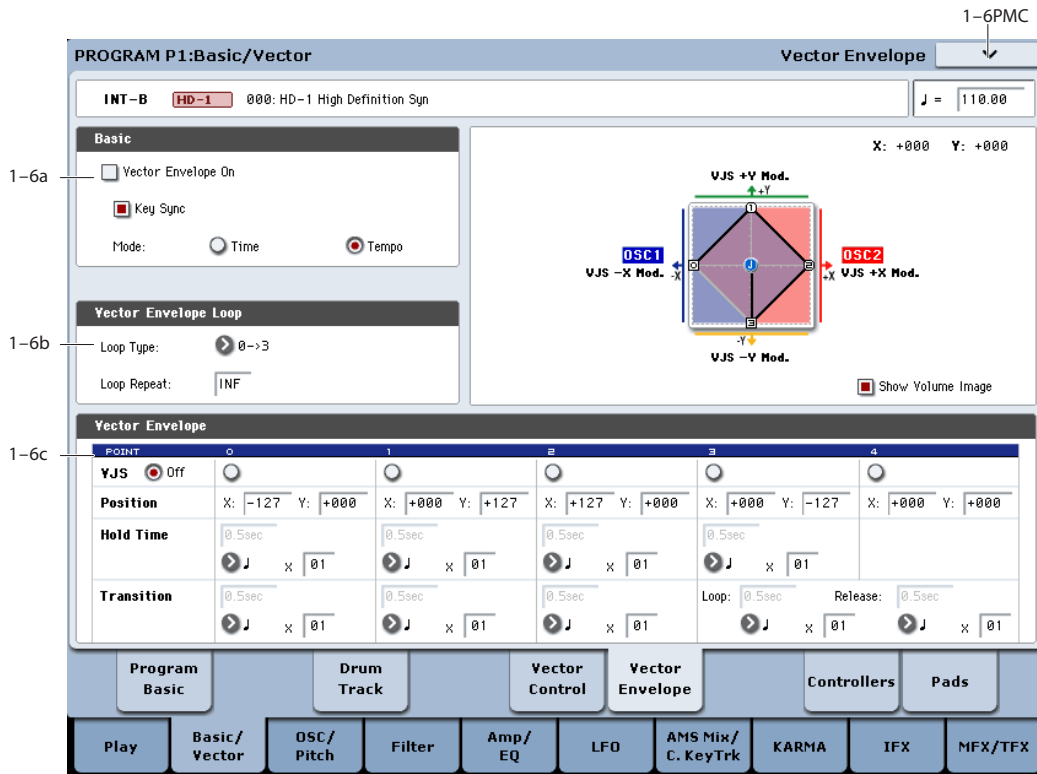 1–6PMC
PROGRAM P1:Basic/Vector Vector Envelope
INT-B HD-1 000: HD-1 High Definition Syn ♩ = 110.00
Basic
X: +000 Y: +000
1–6a
Vector Envelope On
VJS +Y Mod.
+Y
Key Sync
1
Mode: Time Tempo
OSC1 OSC2
0 J 2
VJS -X Mod. -X +X VJS +X Mod.
Vector Envelope Loop
3
1–6b
Loop Type: 0->3
-Y
VJS -Y Mod.
Loop Repeat: INF
Show Volume Image
Vector Envelope
1–6c
POINT 0 1 2 3 4
VJS Off
Position X: -127 Y: +000 X: +000 Y: +127 X: +127 Y: +000 X: +000 Y: -127 X: +000 Y: +000
Hold Time 0.5sec 0.5sec 0.5sec 0.5sec
♩ x 01 ♩ x 01 ♩ x 01 ♩ x 01
Transition 0.5sec 0.5sec 0.5sec Loop: 0.5sec Release: 0.5sec
♩ x 01 ♩ x 01 ♩ x 01 ♩ x 01 ♩ x 01
Program Drum Vector Vector Controllers Pads
Basic Track Control Envelope
Play Basic/ OSC/ Filter Amp/ LFO AMS Mix/ KARMA IFX MFX/TFX
Vector Pitch EQ C.KeyTrk